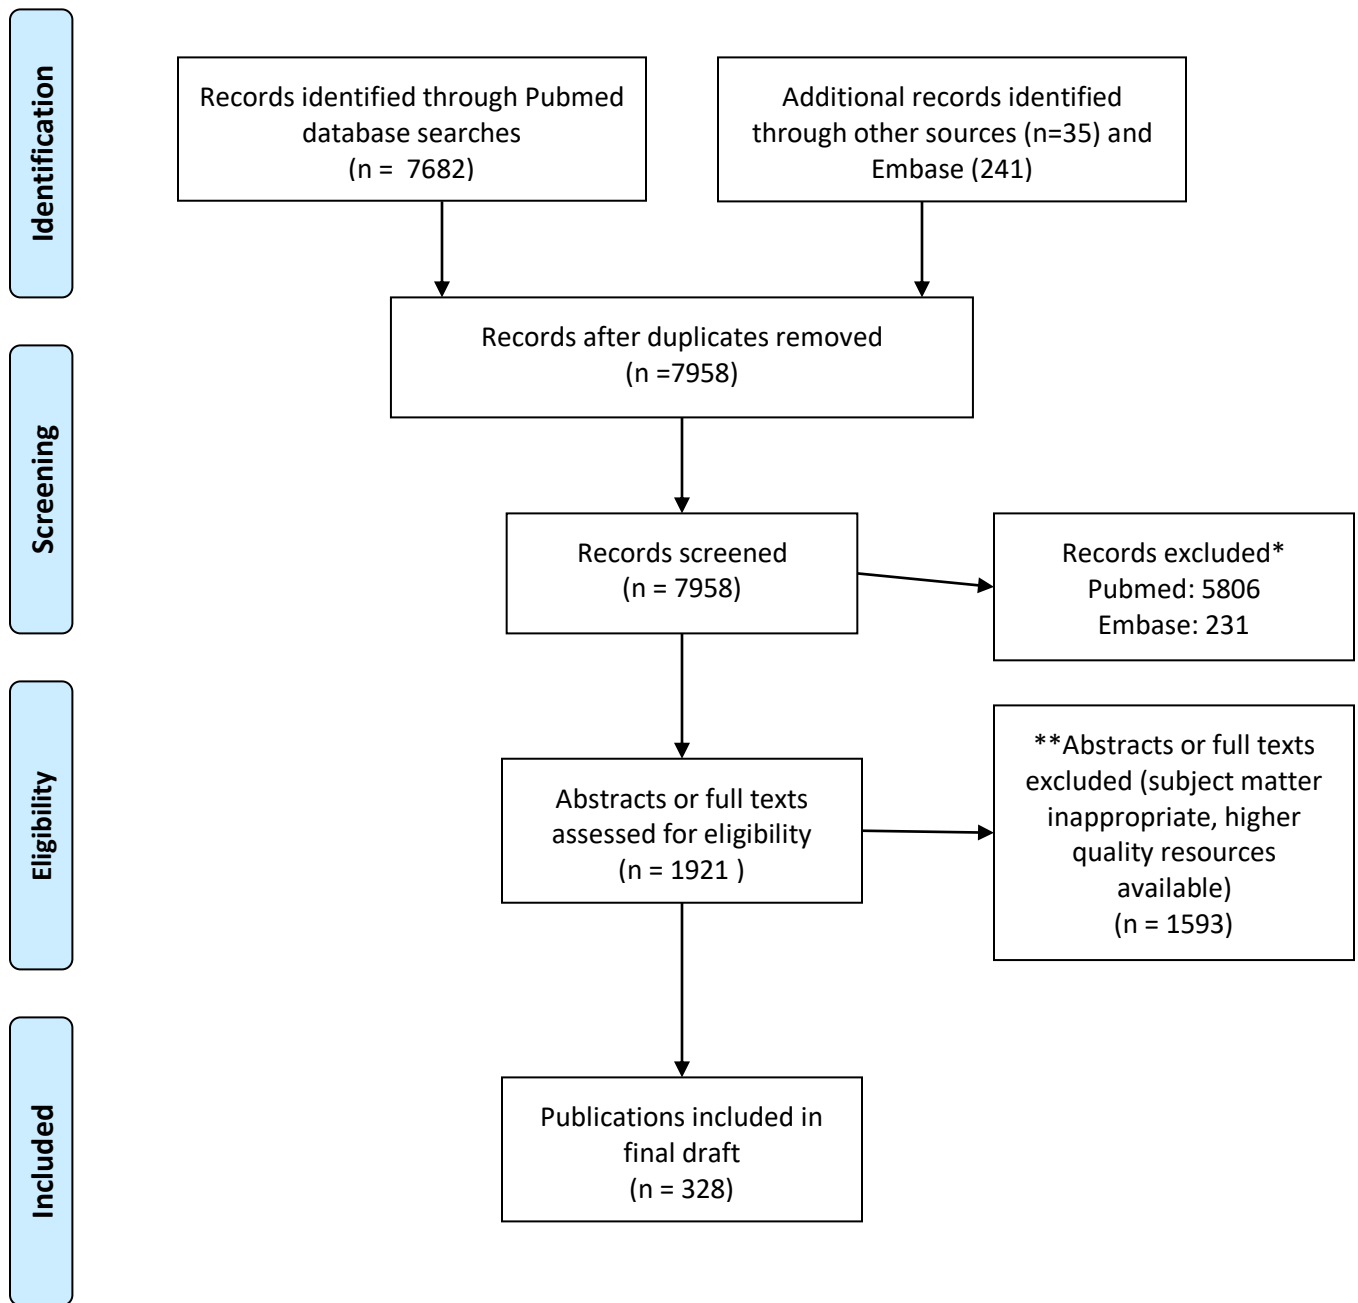 Identification
Records identified through Pubmed
database searches
(n =  7682)
Additional records identified
through other sources (n=35) and
Embase (241)
Records after duplicates removed
(n =7958)
Screening
Records screened
(n = 7958)
Records excluded*
Pubmed: 5806
Embase: 231
Eligibility
Abstracts or full texts
assessed for eligibility
(n = 1921 )
**Abstracts or full texts
excluded (subject matter
inappropriate, higher
quality resources
available)
(n = 1593)
Included
Publications included in
final draft
(n = 328)